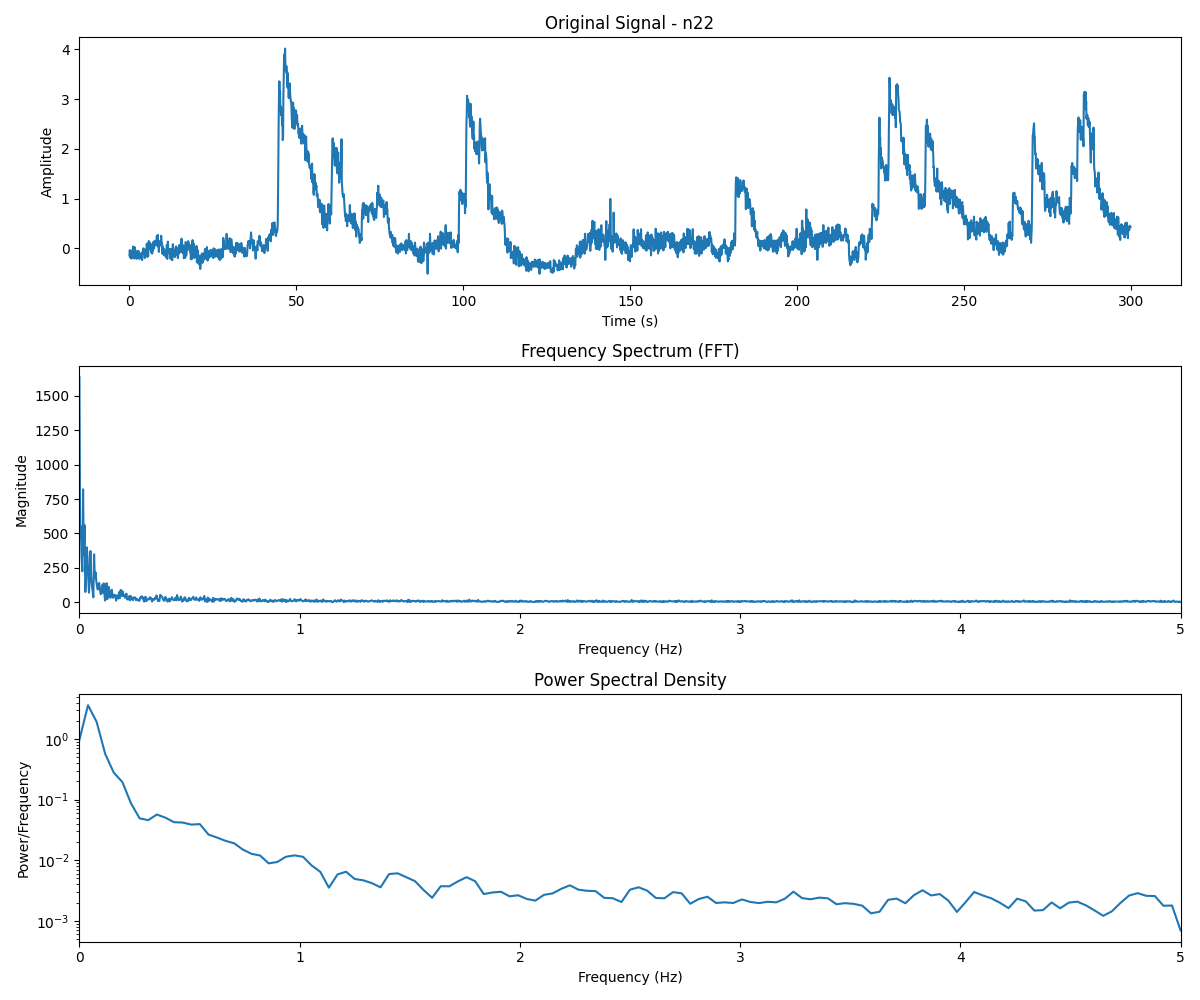 Original Signal - n22
Amplitude
4
3
2
1
0
0 50 100 150 200 250 300
Time (s)
Frequency Spectrum (FFT)
Magnitude
1500
1250
1000
750
500
250
0
0 1 2 3 4 5
Frequency (Hz)
Power Spectral Density
Power/Frequency
10⁰
10⁻¹
10⁻²
10⁻³
0 1 2 3 4 5
Frequency (Hz)